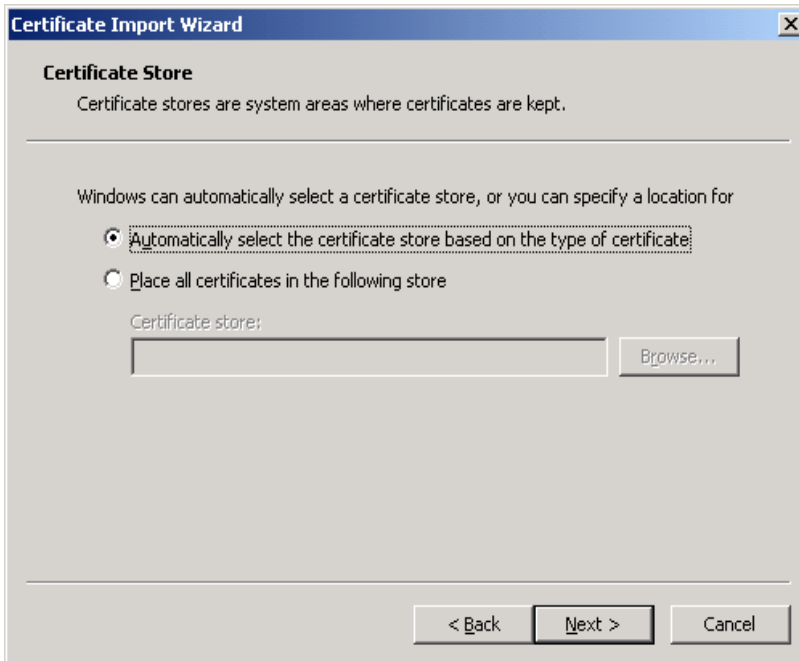 Certificate Import Wizard
Certificate Store
Certificate stores are system areas where certificates are kept.
Windows can automatically select a certificate store, or you can specify a location for
Automatically select the certificate store based on the type of certificate
Place all certificates in the following store
Certificate store:
Browse...
< Back Next > Cancel